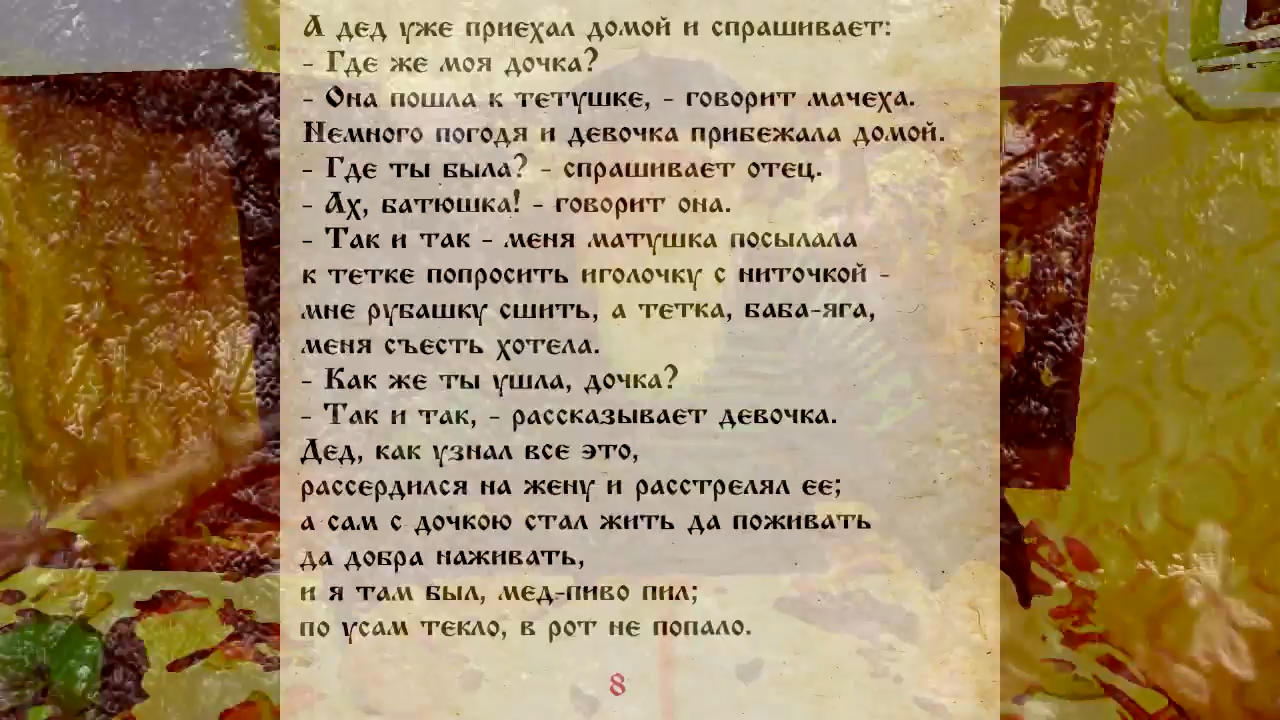 А дед уже приехал домой и спрашивает:
- Где же моя дочка?
- Она пошла к тетушке, - говорит мачеха.
Немного погодя и девочка прибежала домой.
- Где ты была? - спрашивает отец.
- Ах, батюшка! - говорит она.
- Так и так - меня матушка посылала
к тетке попросить иголочку с ниточкой -
мне рубашку сшить, а тетка, баба-яга,
меня съесть хотела.
- Как же ты ушла, дочка?
- Так и так, - рассказывает девочка.
Дед, как узнал все это,
рассердился на жену и расстрелял ее;
а сам с дочкою стал жить да поживать
да добра наживать,
и я там был, мед-пиво пил;
по усам текло, в рот не попало.
8